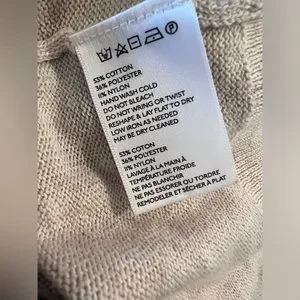 53% COTTON
36% POLYESTER
11% NYLON
HAND WASH COLD
DO NOT BLEACH
DO NOT WRING OR TWIST
RESHAPE & LAY FLAT TO DRY
LOW IRON AS NEEDED
MAY BE DRY CLEANED
53% COTON
36% POLYESTER
11% NYLON
LAVAGE À LA MAIN À
TEMPÉRATURE FROIDE
NE PAS BLANCHIR
NE PAS ESSORER OU TORDRE
REMODELER ET SÉCHER À PLAT